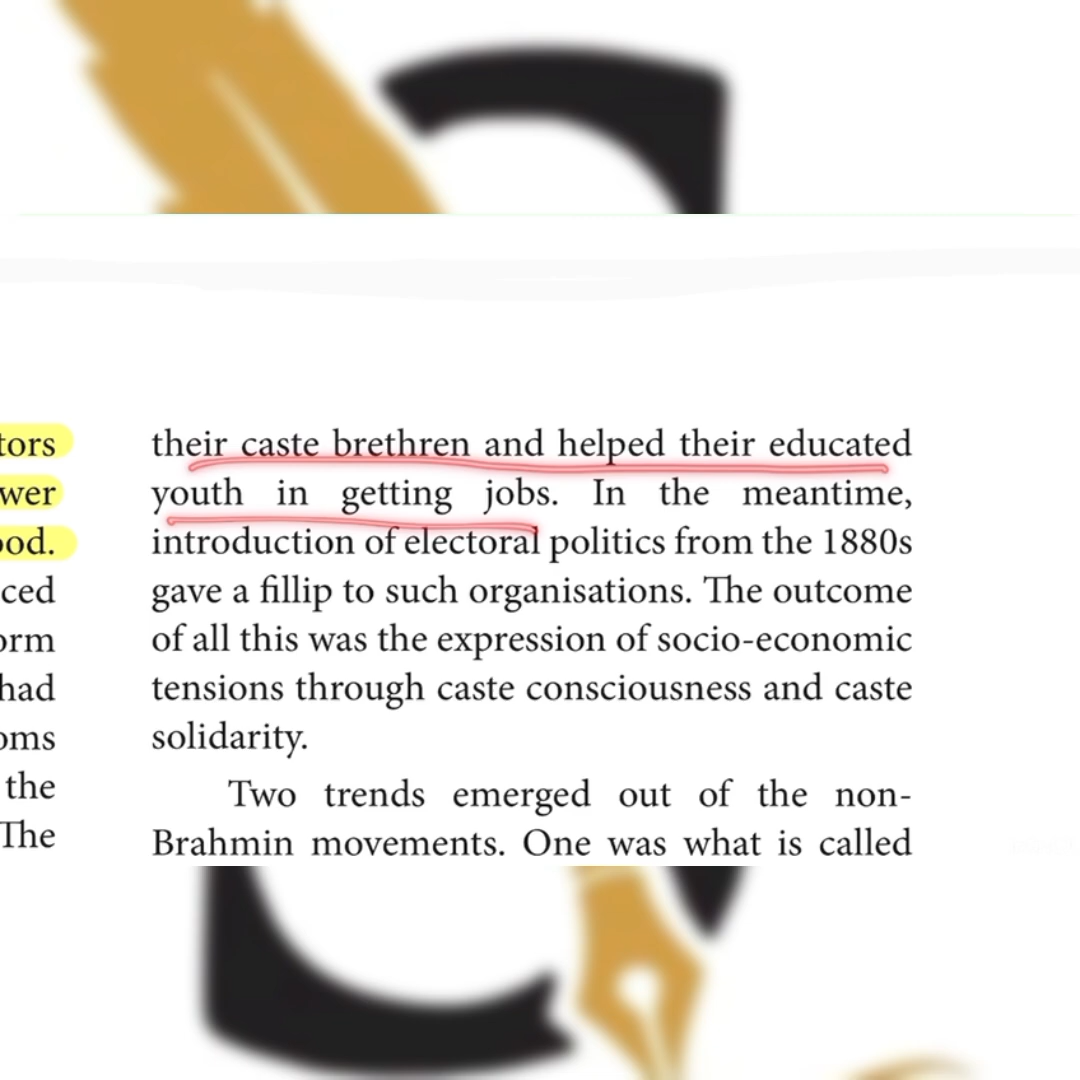 tors
wer
ood.
ced
orm
had
oms
the
The
their caste brethren and helped their educated
youth in getting jobs. In the meantime,
introduction of electoral politics from the 1880s
gave a fillip to such organisations. The outcome
of all this was the expression of socio-economic
tensions through caste consciousness and caste
solidarity.
Two trends emerged out of the non-
Brahmin movements. One was what is called